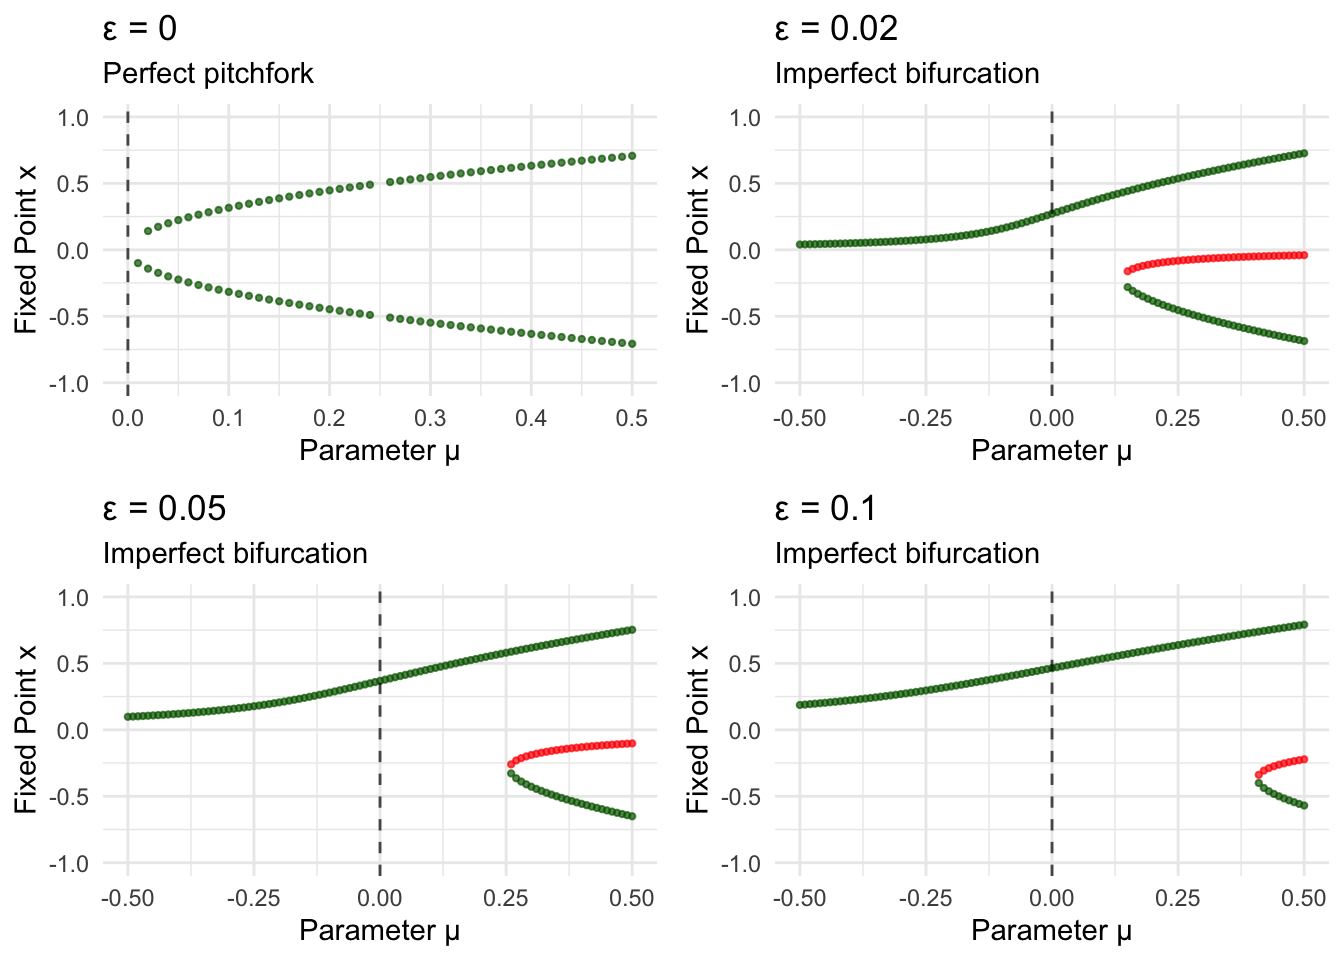 ε = 0
Perfect pitchfork
1.0
0.5
0.0
-0.5
-1.0
Fixed Point x
0.0 0.1 0.2 0.3 0.4 0.5
Parameter μ
ε = 0.02
Imperfect bifurcation
1.0
0.5
0.0
-0.5
-1.0
Fixed Point x
-0.50 -0.25 0.00 0.25 0.50
Parameter μ
ε = 0.05
Imperfect bifurcation
1.0
0.5
0.0
-0.5
-1.0
Fixed Point x
-0.50 -0.25 0.00 0.25 0.50
Parameter μ
ε = 0.1
Imperfect bifurcation
1.0
0.5
0.0
-0.5
-1.0
Fixed Point x
-0.50 -0.25 0.00 0.25 0.50
Parameter μ